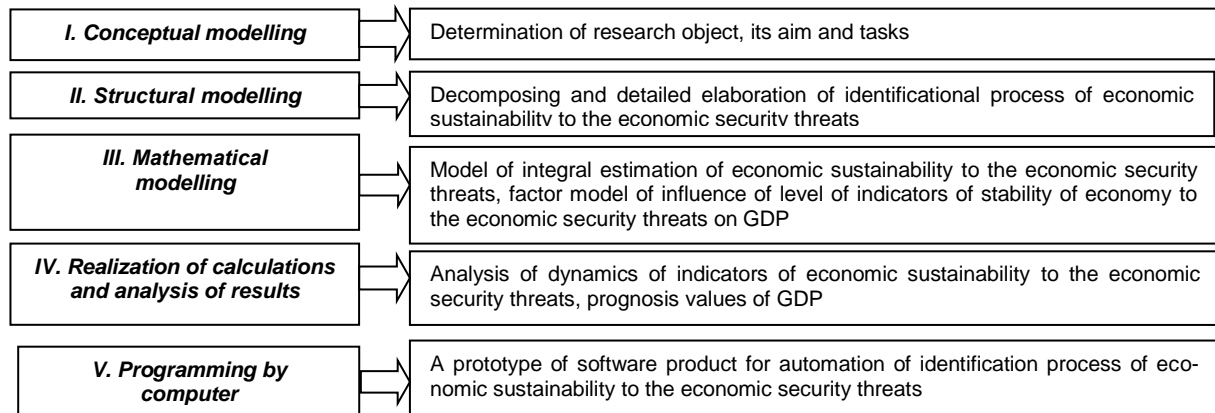 I. Conceptual modelling
Determination of research object, its aim and tasks
II. Structural modelling
Decomposing and detailed elaboration of identificational process of economic
sustainability to the economic security threats
III. Mathematical
modelling
Model of integral estimation of economic sustainability to the economic security
threats, factor model of influence of level of indicators of stability of economy to
the economic security threats on GDP
IV. Realization of calculations
and analysis of results
Analysis of dynamics of indicators of economic sustainability to the economic
security threats, prognosis values of GDP
V. Programming by
computer
A prototype of software product for automation of identification process of eco-
nomic sustainability to the economic security threats